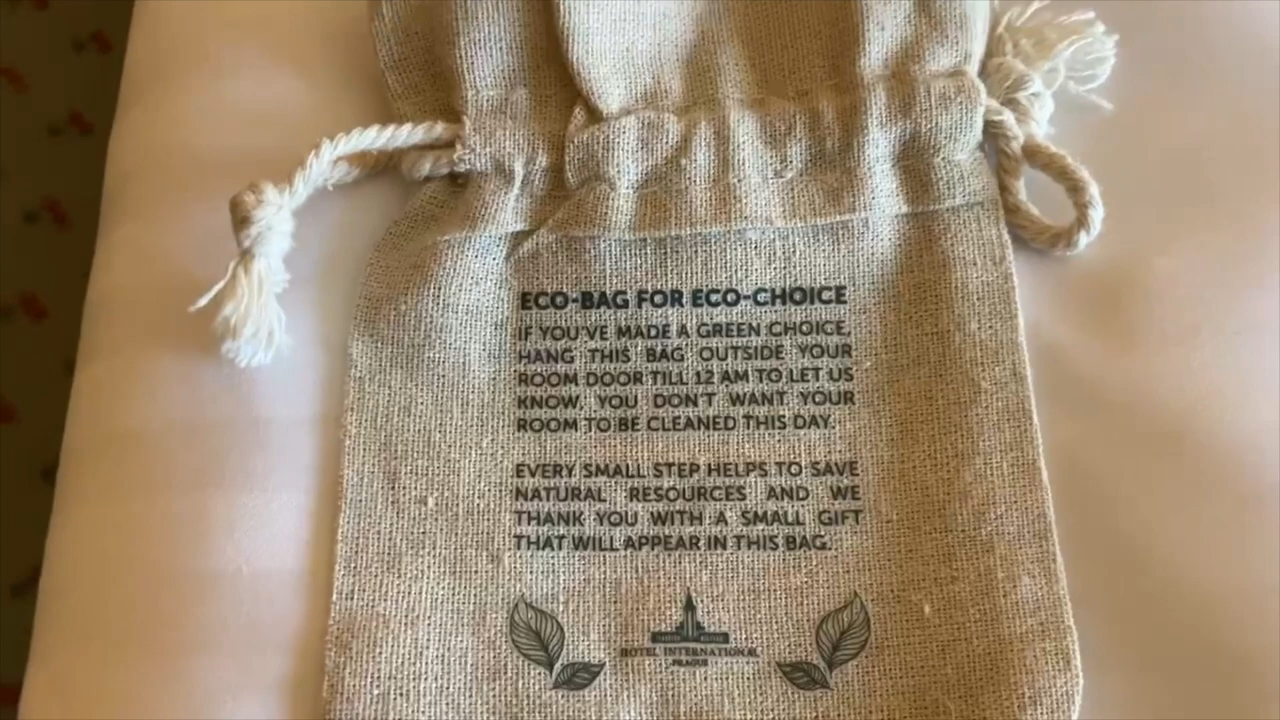 ECO-BAG FOR ECO-CHOICE
IF YOU'VE MADE A GREEN CHOICE,
HANG THIS BAG OUTSIDE YOUR
ROOM DOOR TILL 12 AM TO LET US
KNOW, YOU DON'T WANT YOUR
ROOM TO BE CLEANED THIS DAY.
EVERY SMALL STEP HELPS TO SAVE
NATURAL RESOURCES AND WE
THANK YOU WITH A SMALL GIFT
THAT WILL APPEAR IN THIS BAG.
HOTEL INTERNATIONAL
PRAGUE